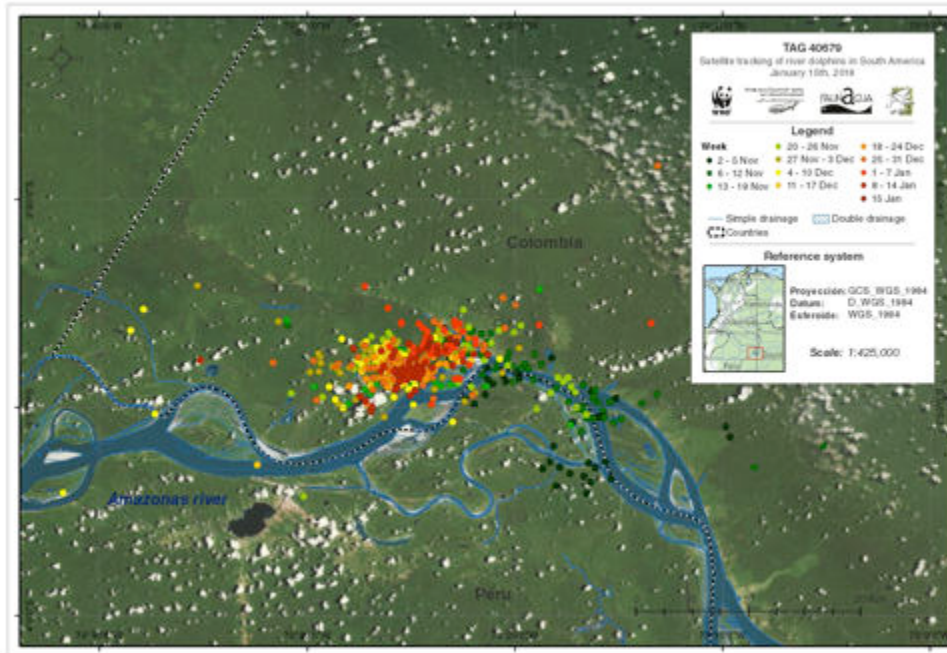 TAG 40679
Satellite tracking of river dolphins in South America
January 15th, 2018
WWF
Legend
Week
2 - 5 Nov
6 - 12 Nov
13 - 19 Nov
20 - 26 Nov
27 Nov - 3 Dec
4 - 10 Dec
11 - 17 Dec
18 - 24 Dec
25 - 31 Dec
1 - 7 Jan
8 - 14 Jan
15 Jan
Simple drainage
Double drainage
Countries
Reference system
Proyección: GCS_WGS_1984
Datum: D_WGS_1984
Esferoide: WGS_1984
Scale: 1:425,000
Colombia
Amazonas river
Péru